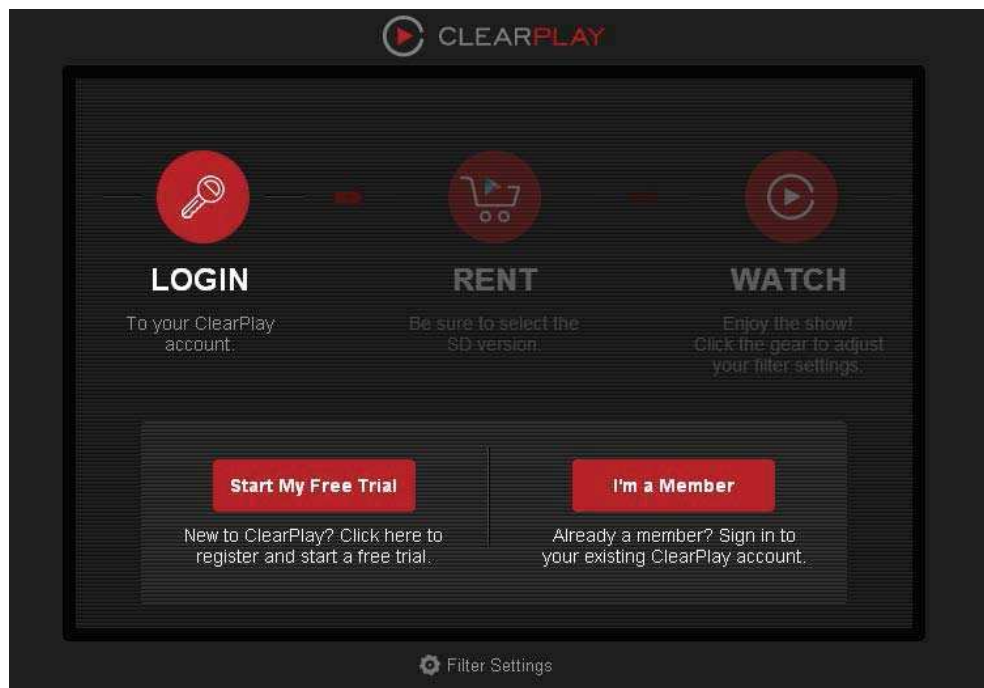 CLEARPLAY
LOGIN
To your ClearPlay
account.
RENT
Be sure to select the
SD version.
WATCH
Enjoy the show!
Click the gear to adjust
your filter settings.
Start My Free Trial
New to ClearPlay? Click here to
register and start a free trial.
I'm a Member
Already a member? Sign in to
your existing ClearPlay account.
Filter Settings